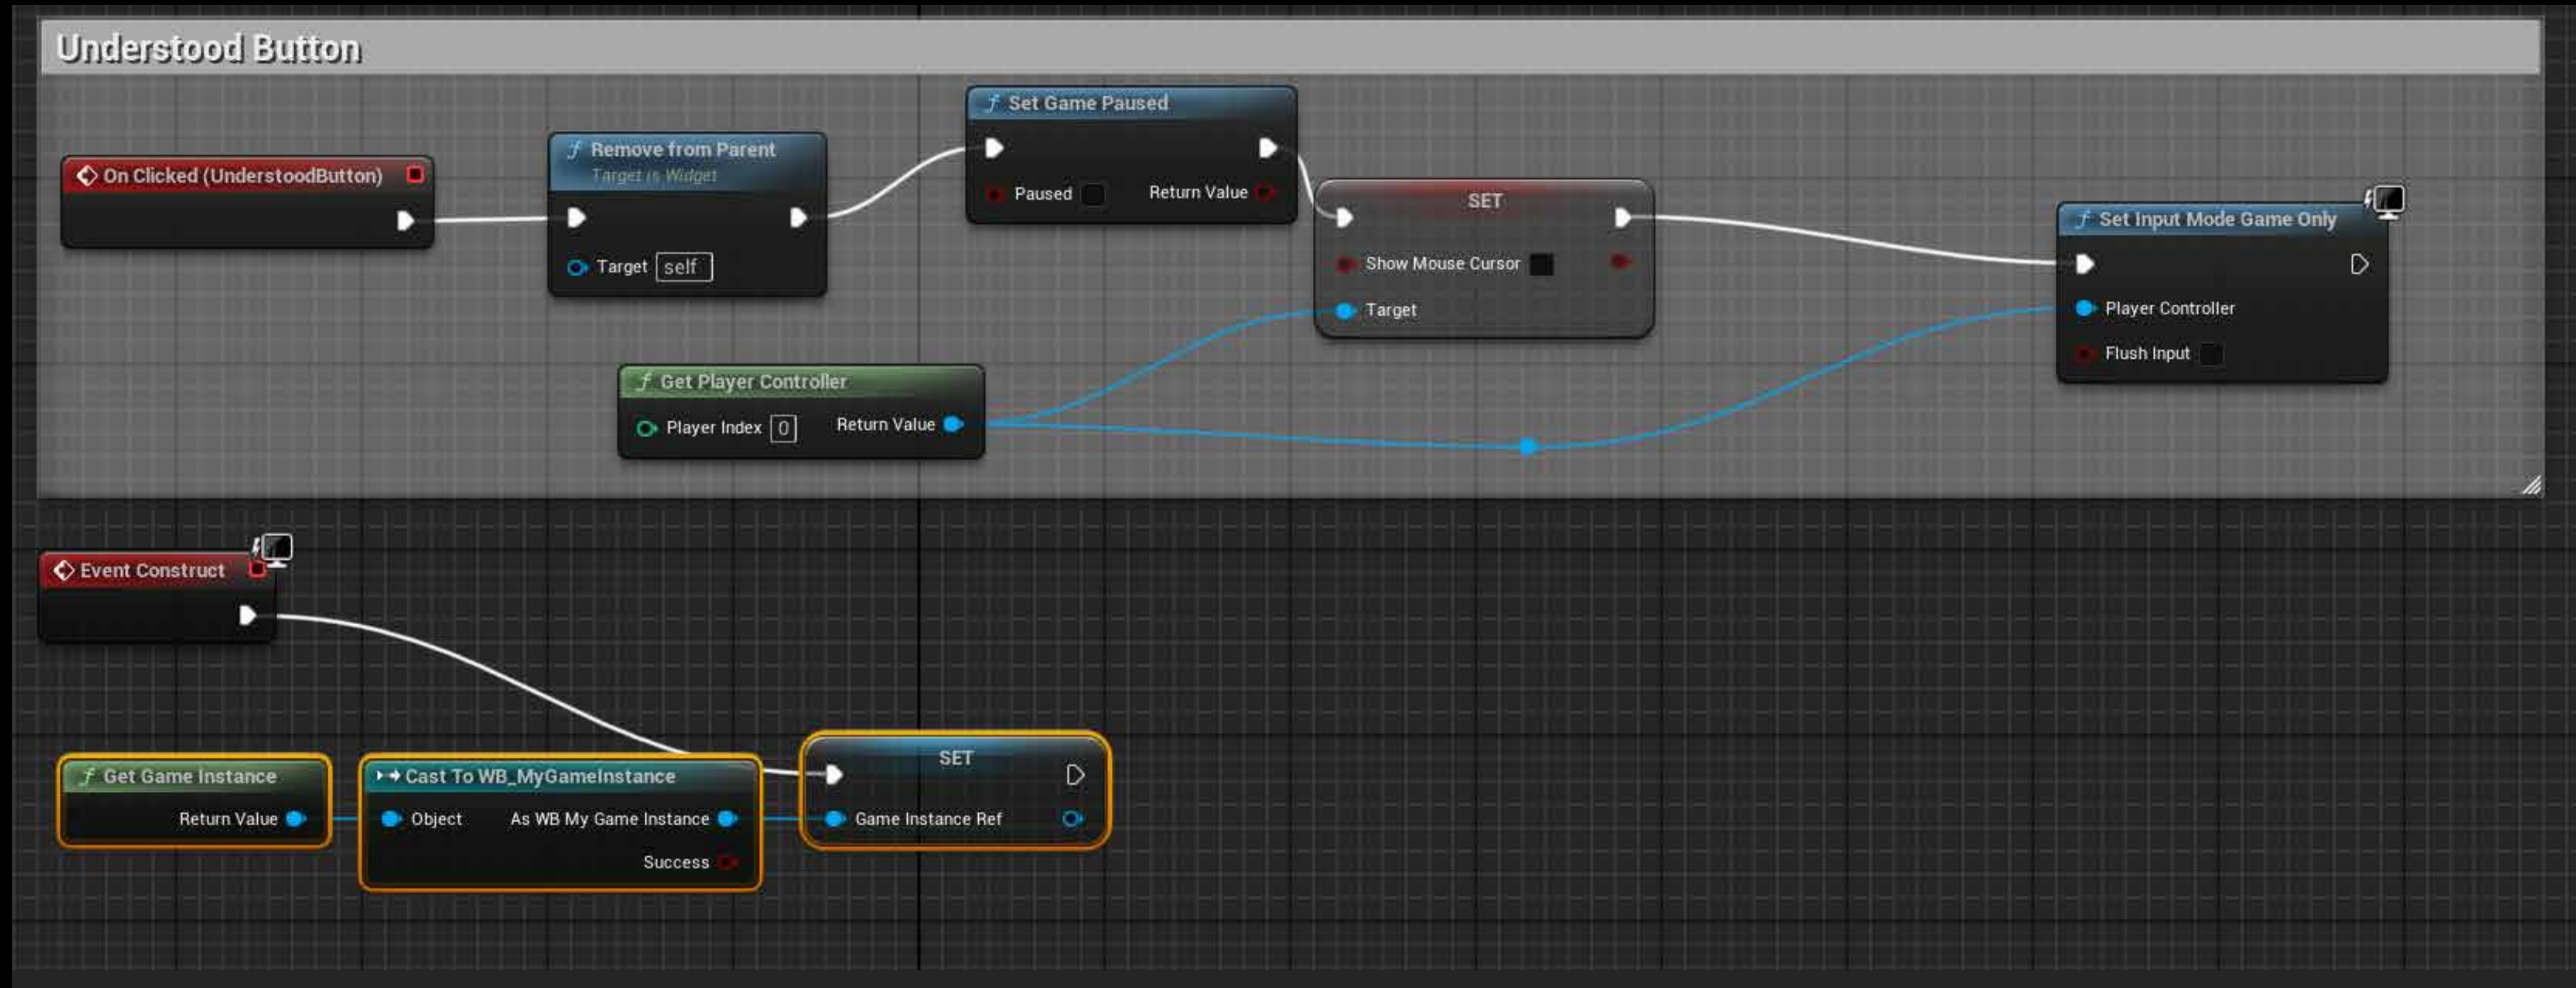 Understood Button
On Clicked (UnderstoodButton)
Remove from Parent
Target is Widget
Target self
Set Game Paused
Paused
Return Value
SET
Show Mouse Cursor
Target
Set Input Mode Game Only
Player Controller
Flush Input
Get Player Controller
Player Index 0
Return Value
Event Construct
Get Game Instance
Return Value
Cast To WB_MyGameInstance
Object
As WB My Game Instance
Success
SET
Game Instance Ref